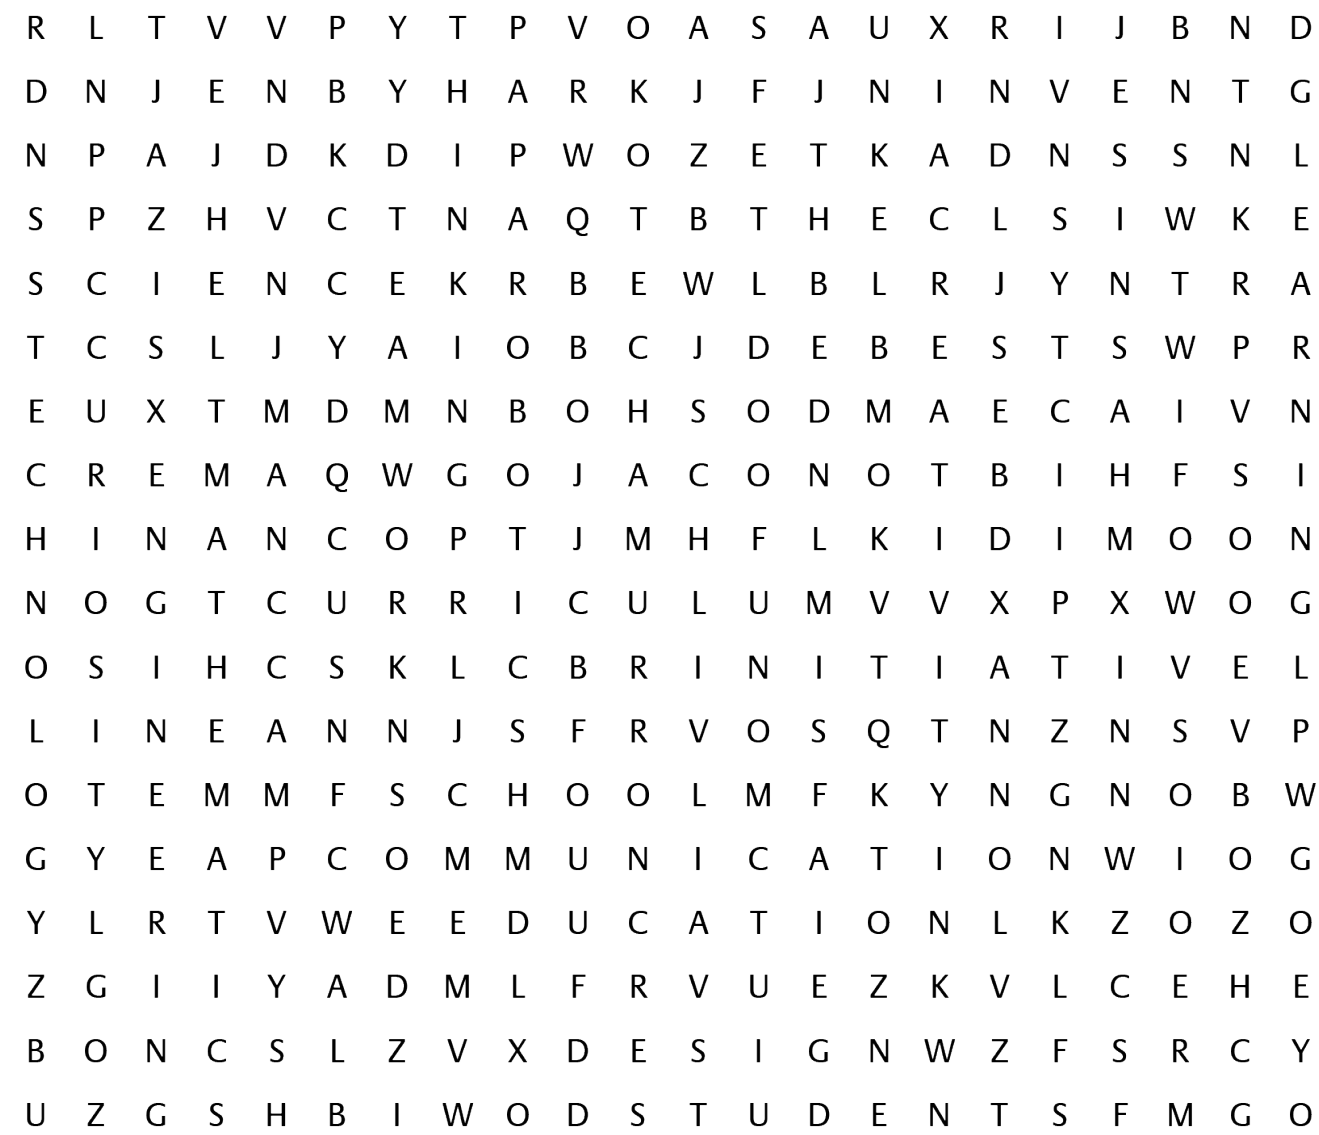 R L T V V P Y T P V O A S A U X R I J B N D
D N J E N B Y H A R K J F J N I N V E N T G
N P A J D K D I P W O Z E T K A D N S S N L
S P Z H V C T N A Q T B T H E C L S I W K E
S C I E N C E K R B E W L B L R J Y N T R A
T C S L J Y A I O B C J D E B E S T S W P R
E U X T M D M N B O H S O D M A E C A I V N
C R E M A Q W G O J A C O N O T B I H F S I
H I N A N C O P T J M H F L K I D I M O O N
N O G T C U R R I C U L U M V V X P X W O G
O S I H C S K L C B R I N I T I A T I V E L
L I N E A N N J S F R V O S Q T N Z N S V P
O T E M M F S C H O O L M F K Y N G N O B W
G Y E A P C O M M U N I C A T I O N W I O G
Y L R T V W E E D U C A T I O N L K Z O Z O
Z G I I Y A D M L F R V U E Z K V L C E H E
B O N C S L Z V X D E S I G N W Z F S R C Y
U Z G S H B I W O D S T U D E N T S F M G O